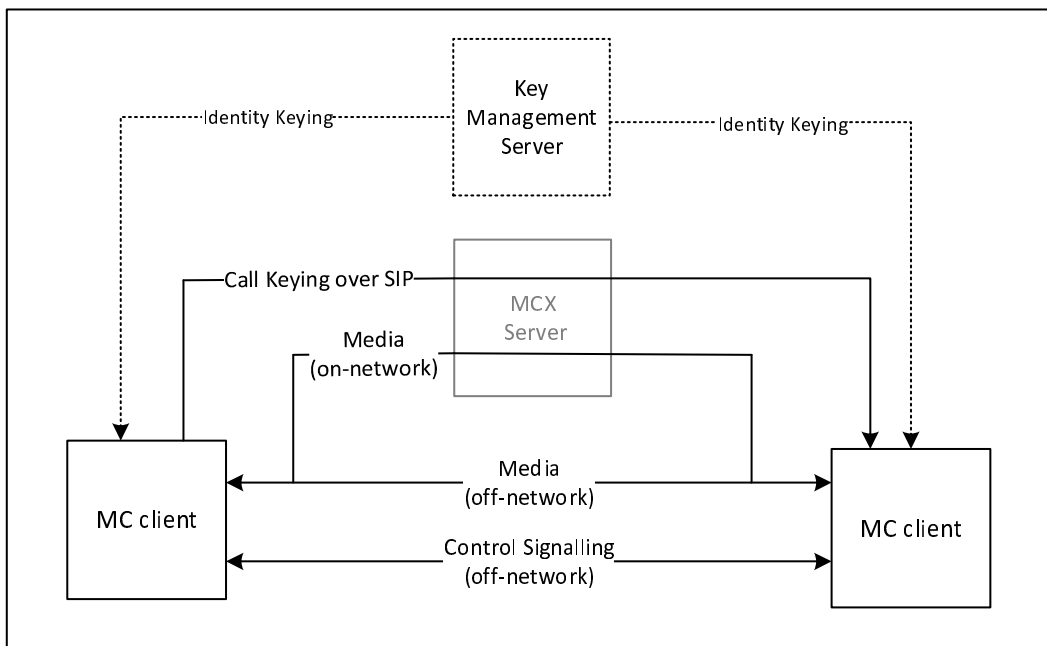 Key
Management
Server
Identity Keying
Identity Keying
Call Keying over SIP
MCX
Server
Media
(on-network)
Media
(off-network)
MC client
MC client
Control Signalling
(off-network)